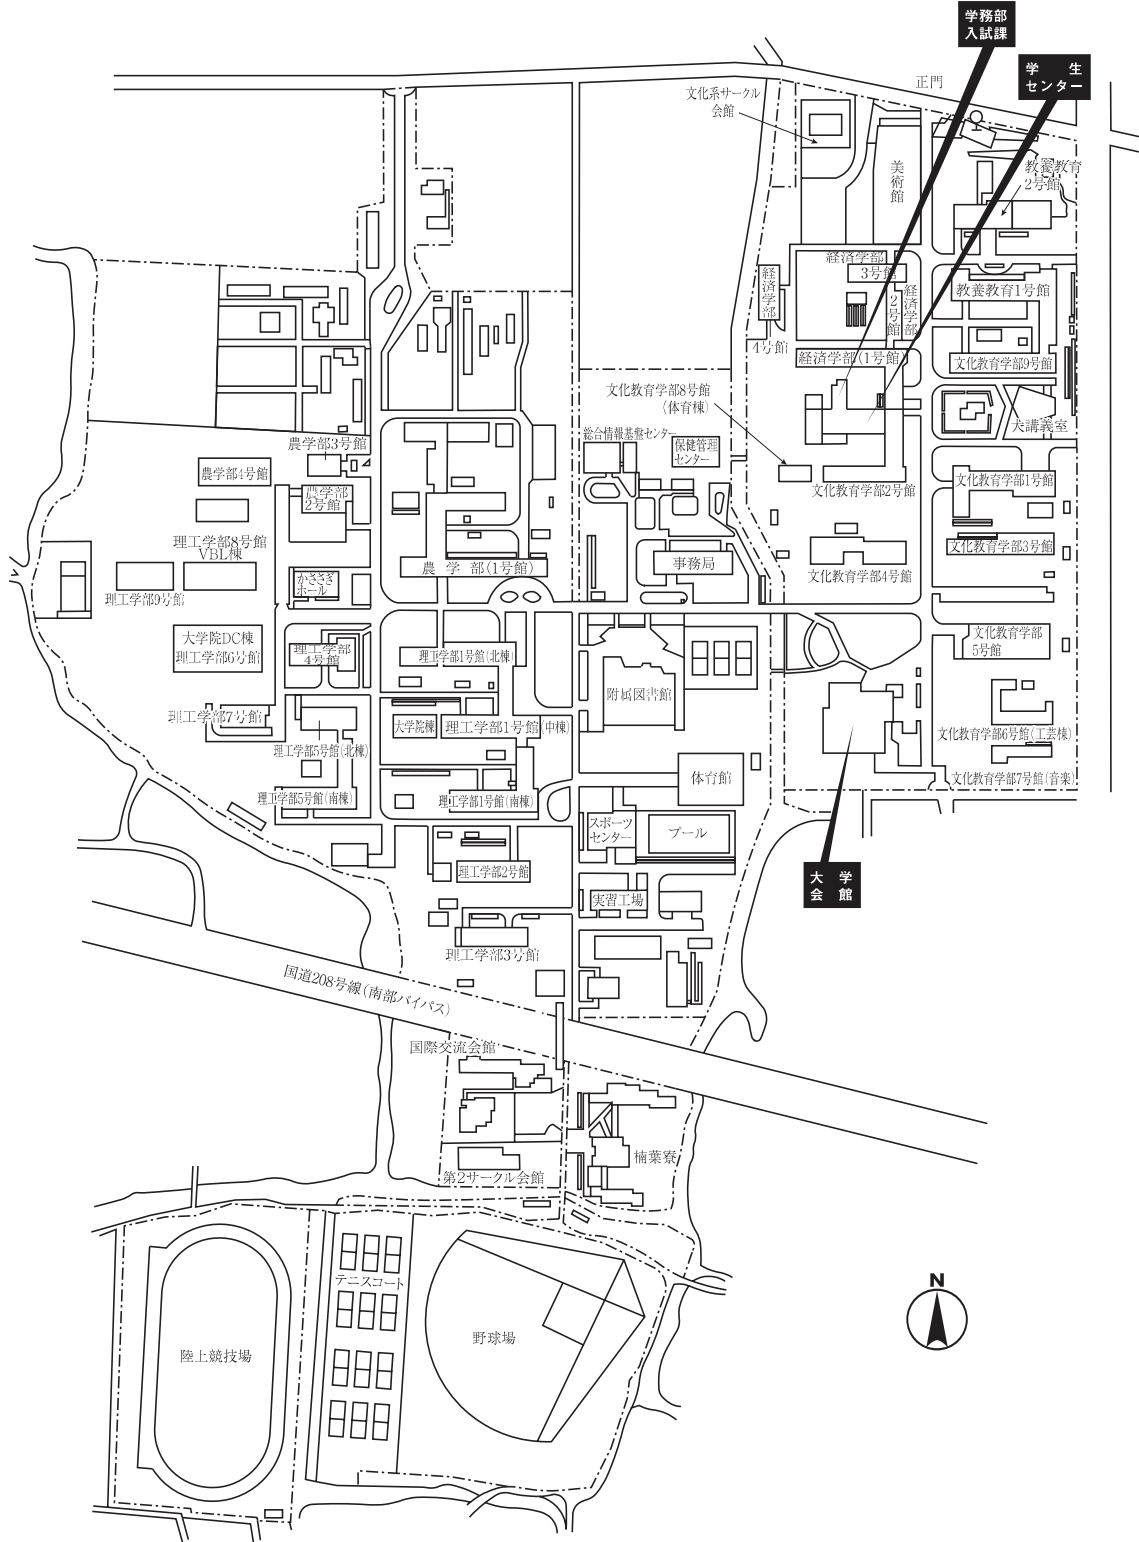 学務部
入試課
学生
センター
正門
文化系サークル
会館
美術館
教養教育
2号館
経済学部
3号館
経済学部
4号館
経済学部
2号館
教養教育1号館
経済学部(1号館)
文化教育学部9号館
文化教育学部8号館
(体育棟)
大講義室
総合情報基盤センター
保健管理
センター
農学部3号館
農学部4号館
農学部
2号館
文化教育学部2号館
文化教育学部1号館
理工学部8号館
VBL棟
農学部(1号館)
事務局
文化教育学部3号館
文化教育学部4号館
かささぎ
ホール
理工学部9号館
大学院DC棟
理工学部6号館
理工学部
4号館
理工学部1号館(北棟)
文化教育学部
5号館
附属図書館
理工学部7号館
大学院棟
理工学部1号館(中棟)
文化教育学部6号館(工芸棟)
理工学部5号館(北棟)
文化教育学部7号館(音楽)
体育館
理工学部5号館(南棟)
理工学部1号館(南棟)
スポーツ
センター
プール
理工学部2号館
大学
会館
実習工場
理工学部3号館
国道208号線(南部バイパス)
国際交流会館
楠葉寮
第2サークル会館
テニスコート
野球場
陸上競技場
N